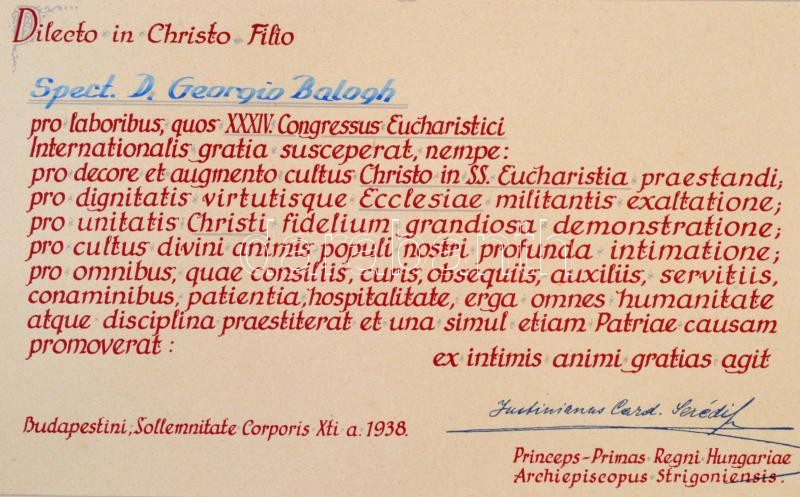 Dilecto in Christo Filio
Spect. D. Georgio Balogh
pro laboribus, quos XXXIV. Congressus Eucharistici
Internationalis gratia susceperat, nempe:
pro decore et augmento cultus Christo in SS. Eucharistia praestandi;
pro dignitatis virtutisque Ecclesiae militantis exaltatione;
pro unitatis Christi fidelium grandiosa demonstratione;
pro cultus divini animis populi nostri profunda intimatione;
pro omnibus, quae consiliis, curis, obsequiis, auxiliis, servitiis,
conaminibus, patientia, hospitalitate, erga omnes humanitate
atque disciplina praestiterat et una simul etiam Patriae causam
promoverat: ex intimis animi gratias agit
Justinianus Card. Serédi
Budapestini, Sollemnitate Corporis Xti a. 1938.
Princeps-Primas Regni Hungariae
Archiepiscopus Strigoniensis.
darabanth